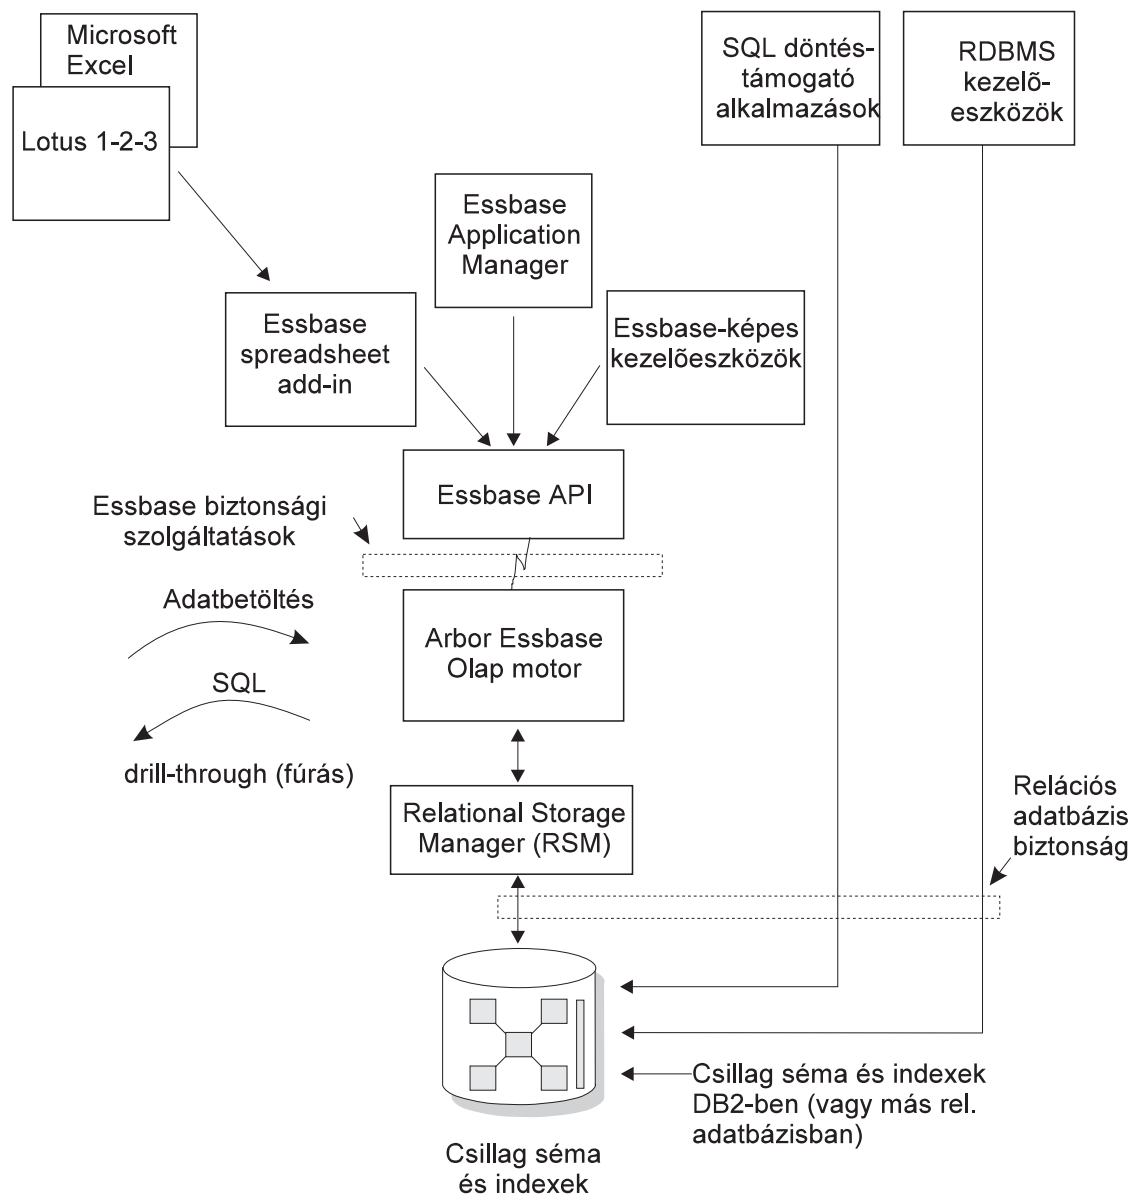 Microsoft
Excel
Lotus 1-2-3
SQL döntés-
támogató
alkalmazások
RDBMS
kezelõ-
eszközök
Essbase
Application
Manager
Essbase
spreadsheet
add-in
Essbase-képes
kezelõeszközök
Essbase API
Essbase biztonsági
szolgáltatások
Adatbetöltés
SQL
drill-through (fúrás)
Arbor Essbase
Olap motor
Relational Storage
Manager (RSM)
Relációs
adatbázis
biztonság
Csillag séma és indexek
DB2-ben (vagy más rel.
adatbázisban)
Csillag séma
és indexek